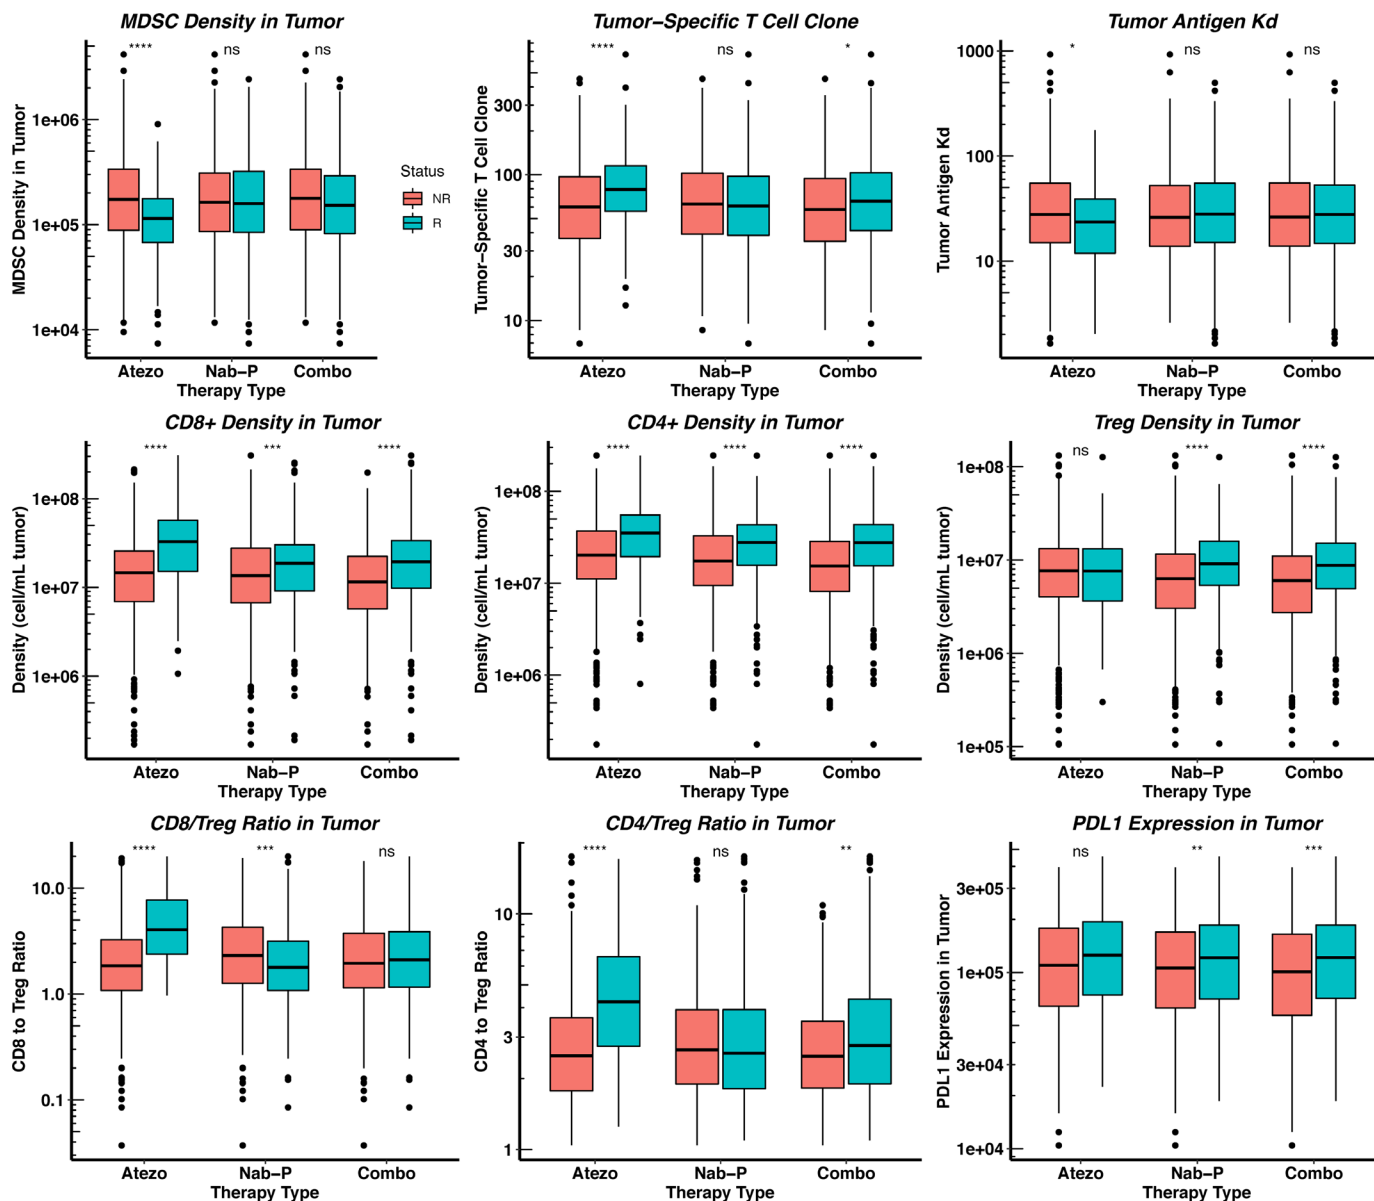 MDSC Density in Tumor
**** ns ns
MDSC Density in Tumor
1e+06
1e+05
1e+04
Atezo Nab−P Combo
Therapy Type
Status
NR
R
Tumor−Specific T Cell Clone
**** ns *
Tumor−Specific T Cell Clone
300
100
30
10
Atezo Nab−P Combo
Therapy Type
Tumor Antigen Kd
* ns ns
Tumor Antigen Kd
1000
100
10
Atezo Nab−P Combo
Therapy Type
CD8+ Density in Tumor
**** *** ****
Density (cell/mL tumor)
1e+08
1e+07
1e+06
Atezo Nab−P Combo
Therapy Type
CD4+ Density in Tumor
**** **** ****
Density (cell/mL tumor)
1e+08
1e+07
1e+06
Atezo Nab−P Combo
Therapy Type
Treg Density in Tumor
ns **** ****
Density (cell/mL tumor)
1e+08
1e+07
1e+06
1e+05
Atezo Nab−P Combo
Therapy Type
CD8/Treg Ratio in Tumor
**** *** ns
CD8 to Treg Ratio
10.0
1.0
0.1
Atezo Nab−P Combo
Therapy Type
CD4/Treg Ratio in Tumor
**** ns **
CD4 to Treg Ratio
10
3
1
Atezo Nab−P Combo
Therapy Type
PDL1 Expression in Tumor
ns ** ***
PDL1 Expression in Tumor
3e+05
1e+05
3e+04
1e+04
Atezo Nab−P Combo
Therapy Type